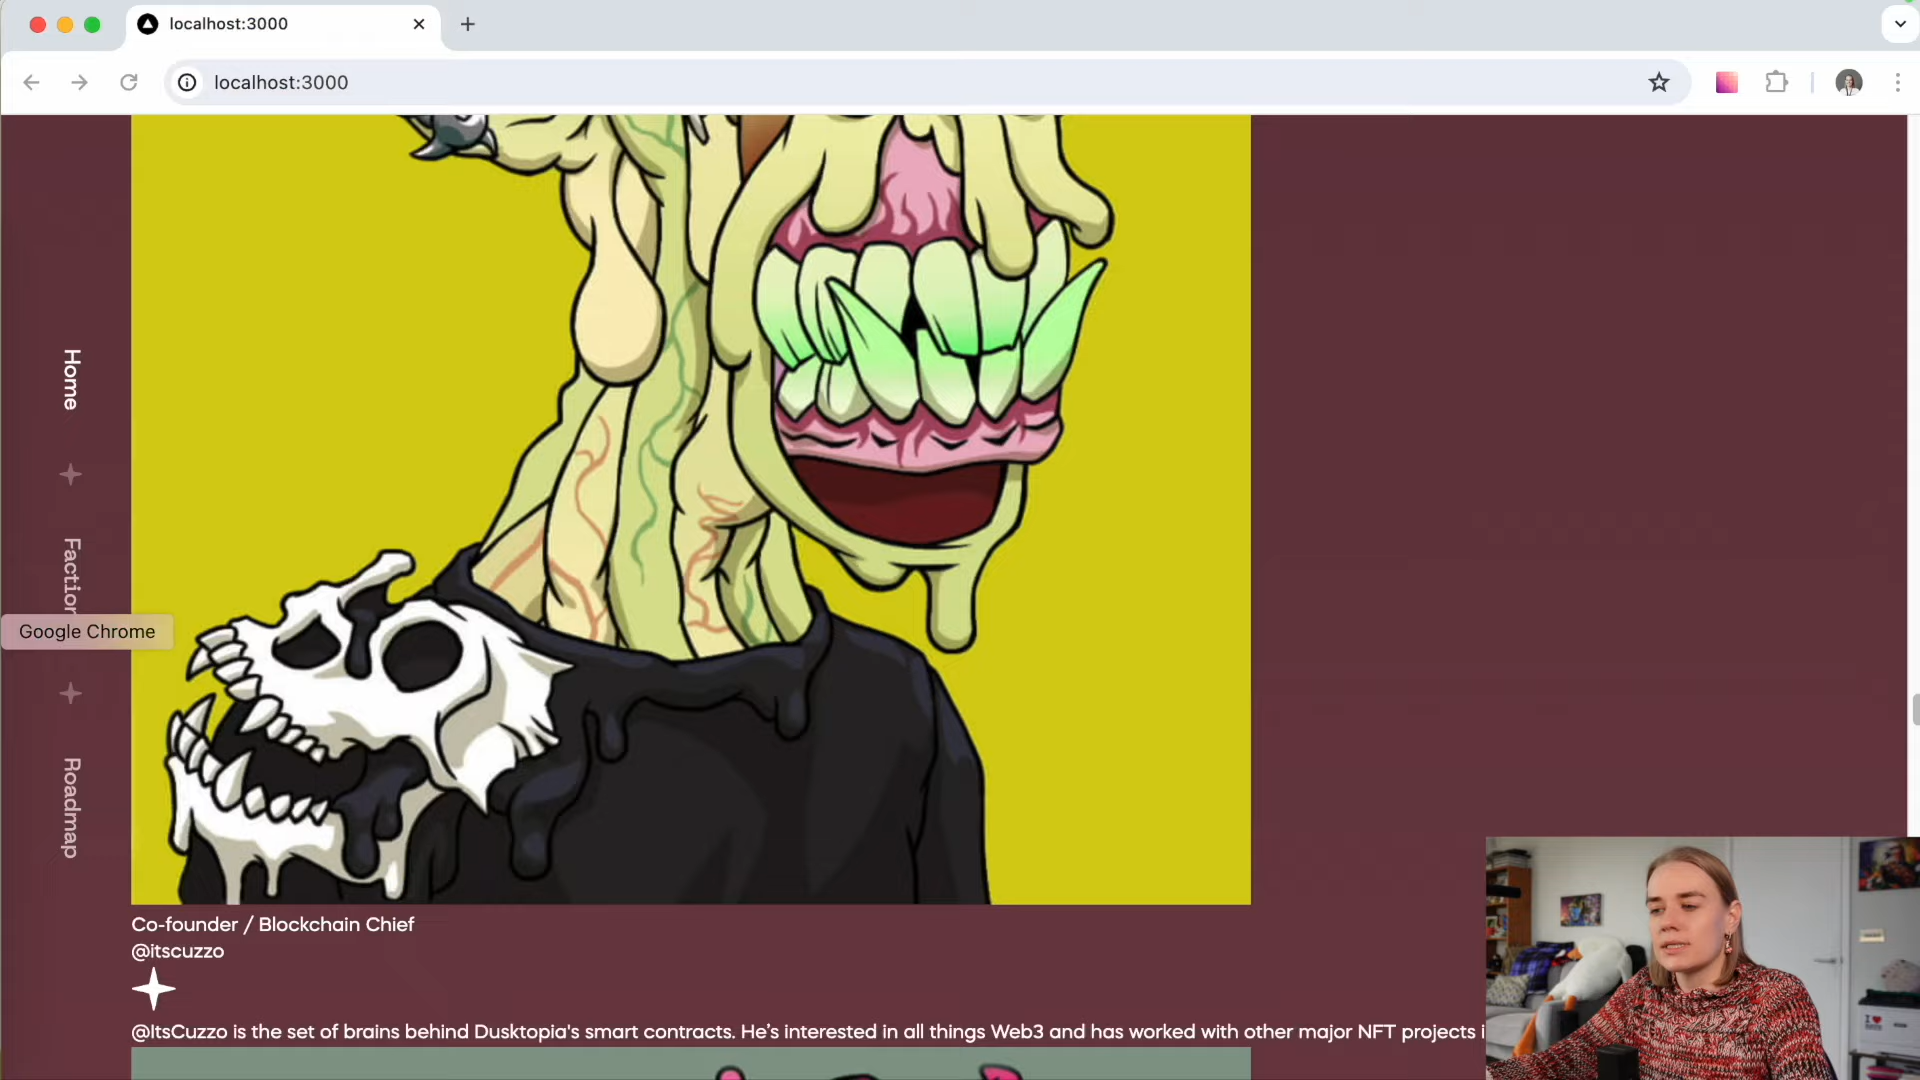 localhost:3000
localhost:3000
Home
Faction
Google Chrome
Roadmap
Co-founder / Blockchain Chief
@itscuzzo
@ItsCuzzo is the set of brains behind Dusktopia's smart contracts. He's interested in all things Web3 and has worked with other major NFT projects i